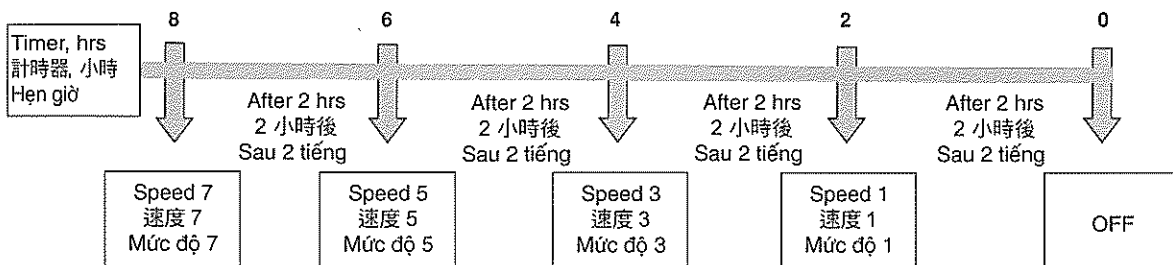 8 6 4 2 0
Timer, hrs
計時器, 小時
Hẹn giờ
After 2 hrs
2 小時後
Sau 2 tiếng
After 2 hrs
2 小時後
Sau 2 tiếng
After 2 hrs
2 小時後
Sau 2 tiếng
After 2 hrs
2 小時後
Sau 2 tiếng
Speed 7
速度 7
Mức độ 7
Speed 5
速度 5
Mức độ 5
Speed 3
速度 3
Mức độ 3
Speed 1
速度 1
Mức độ 1
OFF